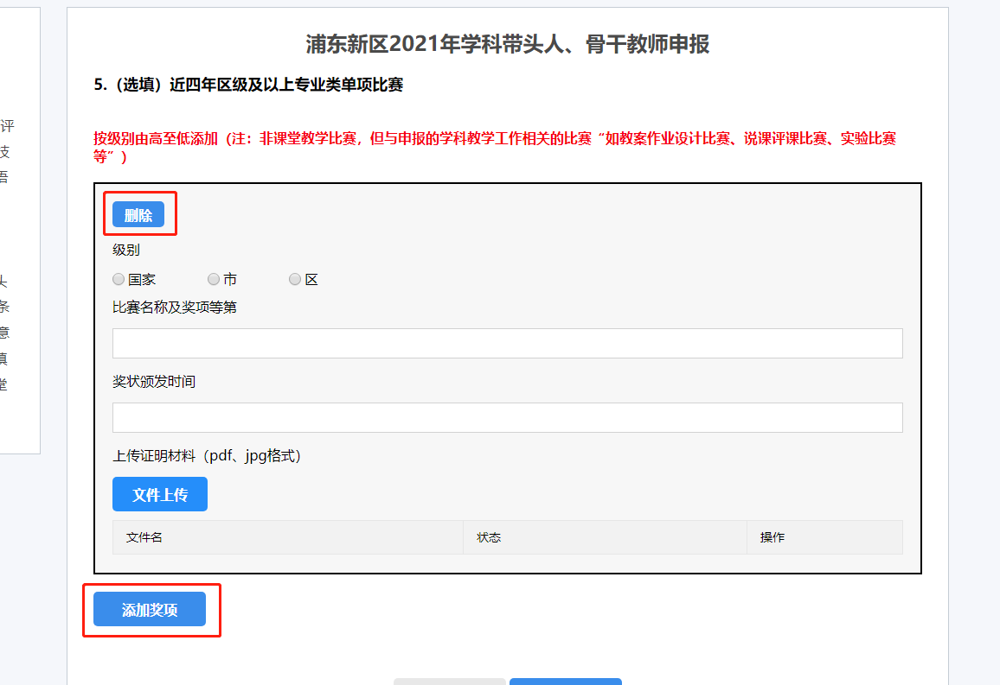 浦东新区2021年学科带头人、骨干教师申报
5.（选填）近四年区级及以上专业类单项比赛
按级别由高至低添加（注：非课堂教学比赛，但与申报的学科教学工作相关的比赛“如教案作业设计比赛、说课评课比赛、实验比赛
等”）
评
语
头
条
意
填
堂
删除
级别
国家 市 区
比赛名称及奖项等第
奖状颁发时间
上传证明材料（pdf、jpg格式）
文件上传
文件名 状态 操作
添加奖项